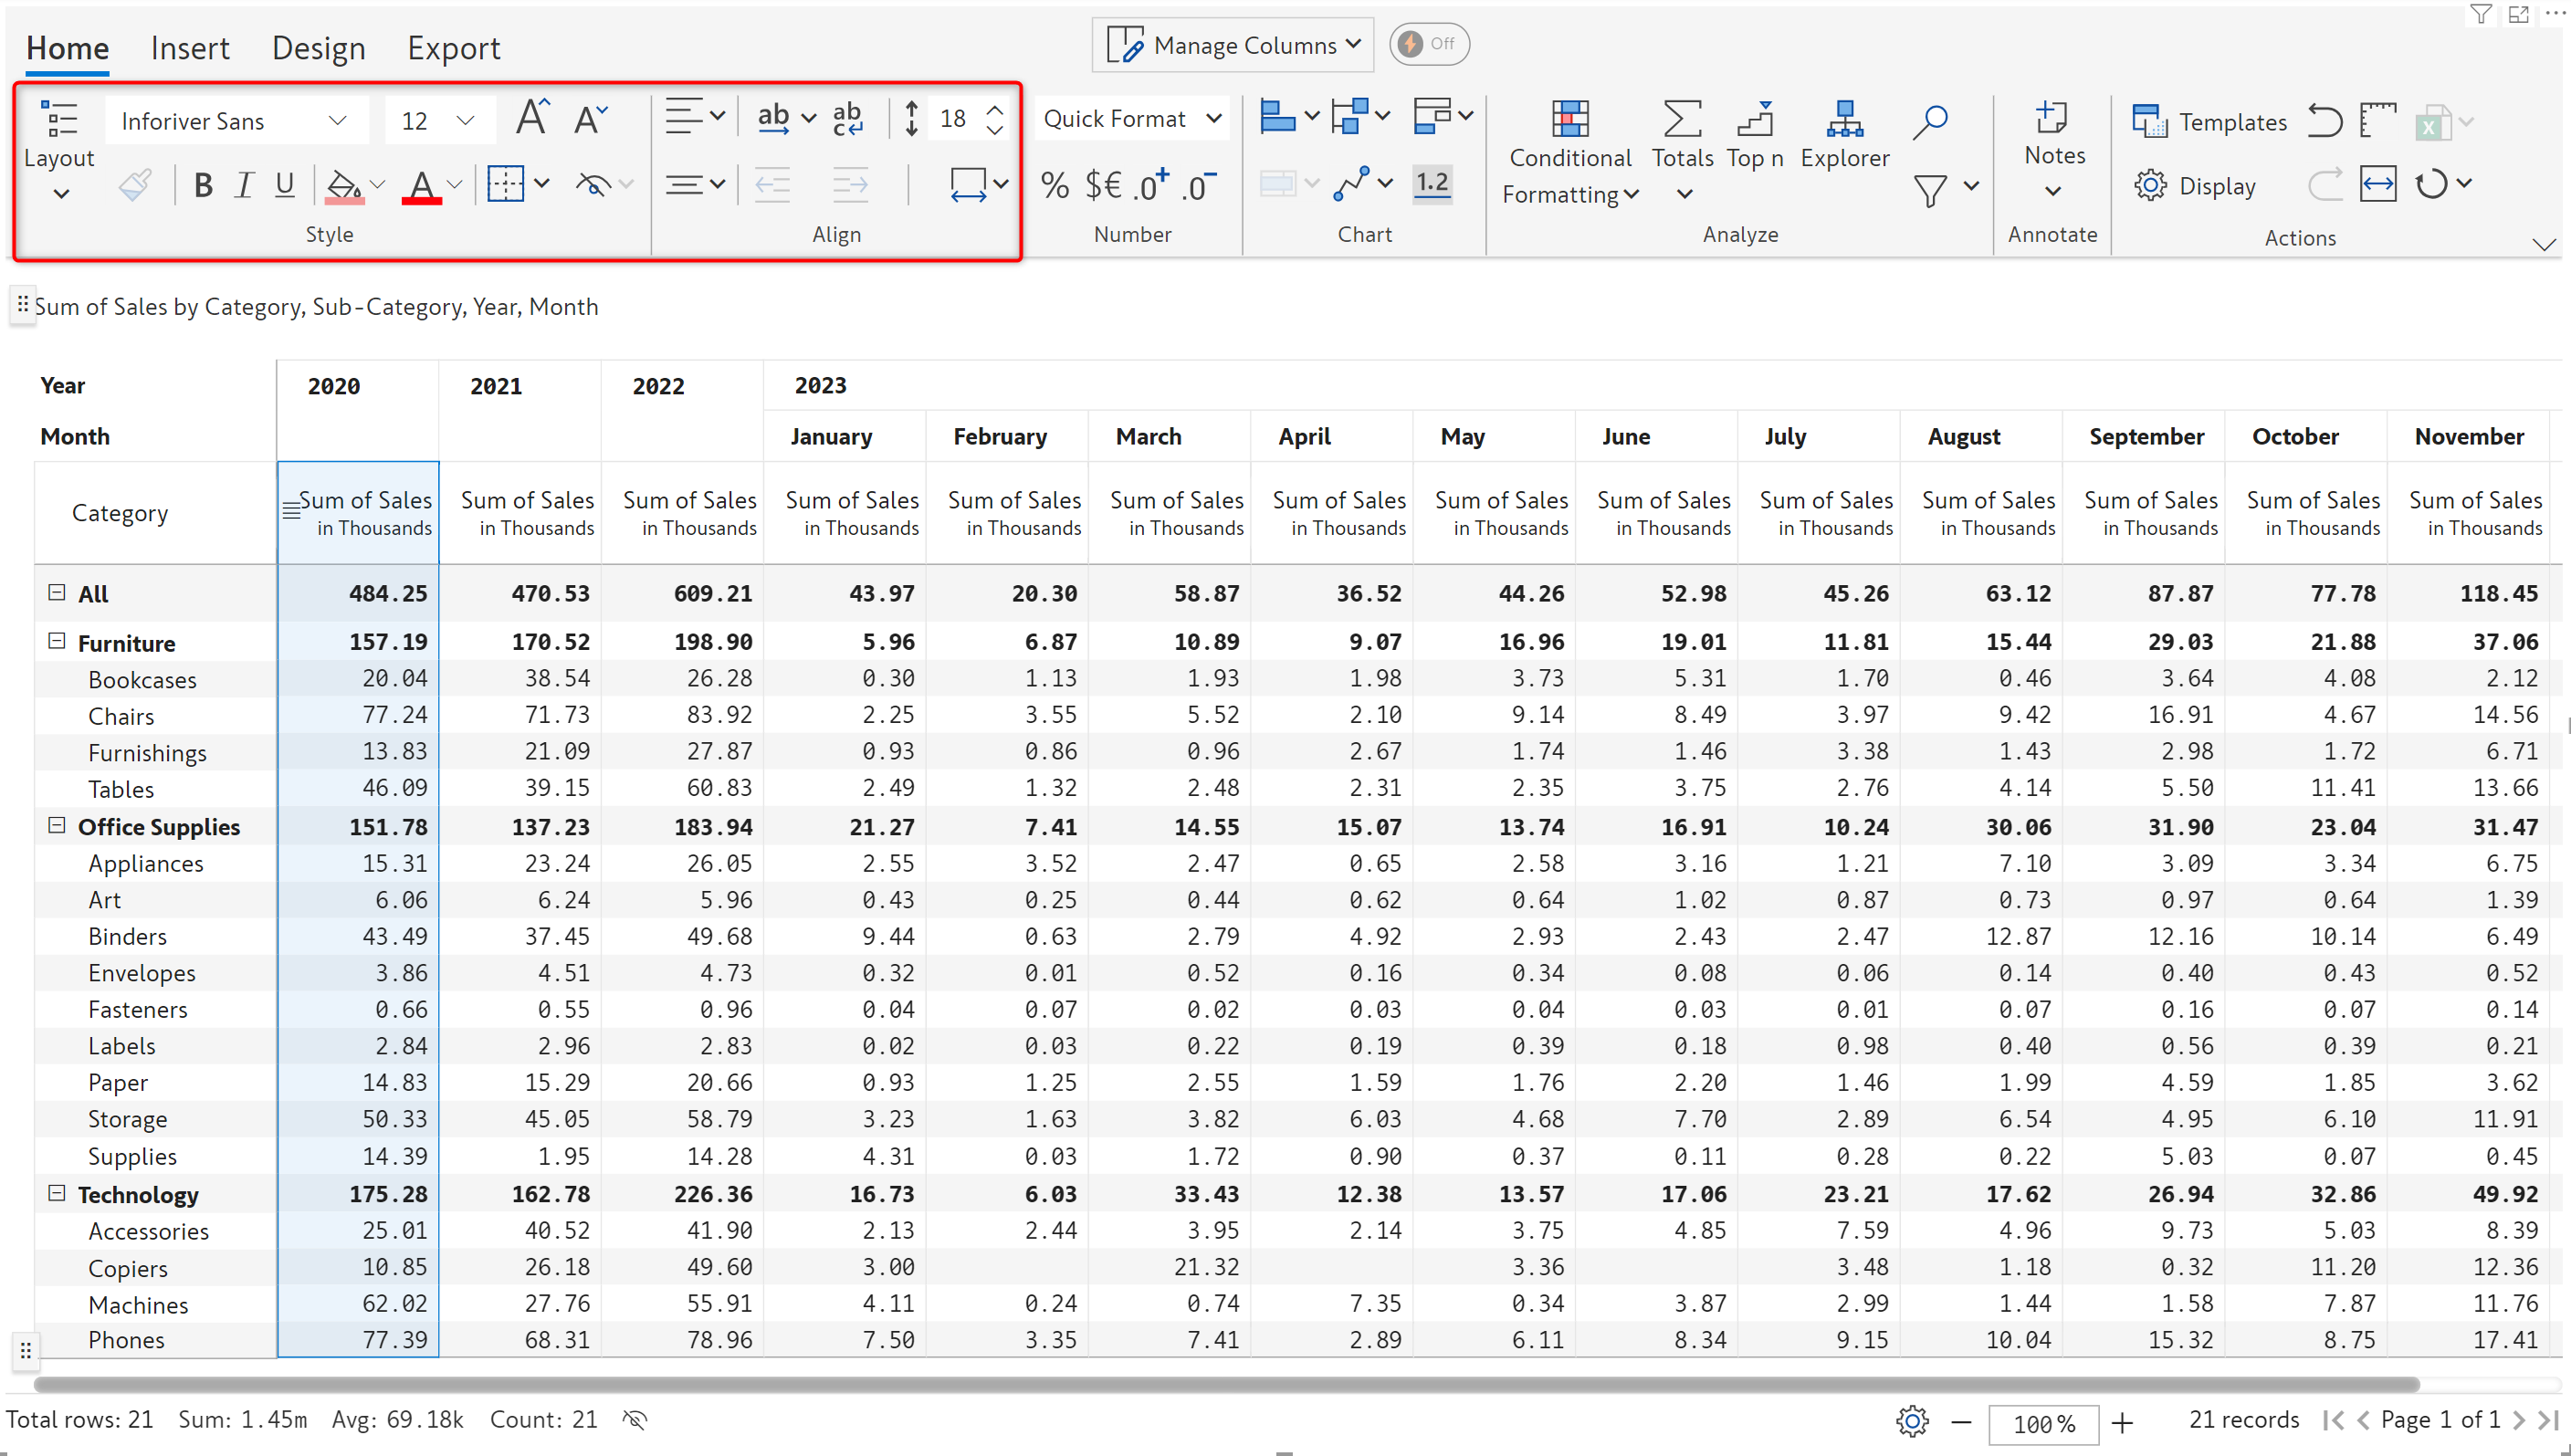 Home Insert Design Export Manage Columns Off
Inforiver Sans 12 A A ab ab c 18 Quick Format Conditional Formatting Totals Top n Explorer Notes Templates
Layout B I U A % $€ .0+ .0- 1.2 Display
Style Align Number Chart Analyze Annotate Actions
Sum of Sales by Category, Sub-Category, Year, Month
Year 2020 2021 2022 2023
Month January February March April May June July August September October November
Category Sum of Sales Sum of Sales Sum of Sales Sum of Sales Sum of Sales Sum of Sales Sum of Sales Sum of Sales Sum of Sales Sum of Sales Sum of Sales Sum of Sales Sum of Sales Sum of Sales
in Thousands in Thousands in Thousands in Thousands in Thousands in Thousands in Thousands in Thousands in Thousands in Thousands in Thousands in Thousands in Thousands in Thousands
All 484.25 470.53 609.21 43.97 20.30 58.87 36.52 44.26 52.98 45.26 63.12 87.87 77.78 118.45
Furniture 157.19 170.52 198.90 5.96 6.87 10.89 9.07 16.96 19.01 11.81 15.44 29.03 21.88 37.06
Bookcases 20.04 38.54 26.28 0.30 1.13 1.93 1.98 3.73 5.31 1.70 0.46 3.64 4.08 2.12
Chairs 77.24 71.73 83.92 2.25 3.55 5.52 2.10 9.14 8.49 3.97 9.42 16.91 4.67 14.56
Furnishings 13.83 21.09 27.87 0.93 0.86 0.96 2.67 1.74 1.46 3.38 1.43 2.98 1.72 6.71
Tables 46.09 39.15 60.83 2.49 1.32 2.48 2.31 2.35 3.75 2.76 4.14 5.50 11.41 13.66
Office Supplies 151.78 137.23 183.94 21.27 7.41 14.55 15.07 13.74 16.91 10.24 30.06 31.90 23.04 31.47
Appliances 15.31 23.24 26.05 2.55 3.52 2.47 0.65 2.58 3.16 1.21 7.10 3.09 3.34 6.75
Art 6.06 6.24 5.96 0.43 0.25 0.44 0.62 0.64 1.02 0.87 0.73 0.97 0.64 1.39
Binders 43.49 37.45 49.68 9.44 0.63 2.79 4.92 2.93 2.43 2.47 12.87 12.16 10.14 6.49
Envelopes 3.86 4.51 4.73 0.32 0.01 0.52 0.16 0.34 0.08 0.06 0.14 0.40 0.43 0.52
Fasteners 0.66 0.55 0.96 0.04 0.07 0.02 0.03 0.04 0.03 0.01 0.07 0.16 0.07 0.14
Labels 2.84 2.96 2.83 0.02 0.03 0.22 0.19 0.39 0.18 0.98 0.40 0.56 0.39 0.21
Paper 14.83 15.29 20.66 0.93 1.25 2.55 1.59 1.76 2.20 1.46 1.99 4.59 1.85 3.62
Storage 50.33 45.05 58.79 3.23 1.63 3.82 6.03 4.68 7.70 2.89 6.54 4.95 6.10 11.91
Supplies 14.39 1.95 14.28 4.31 0.03 1.72 0.90 0.37 0.11 0.28 0.22 5.03 0.07 0.45
Technology 175.28 162.78 226.36 16.73 6.03 33.43 12.38 13.57 17.06 23.21 17.62 26.94 32.86 49.92
Accessories 25.01 40.52 41.90 2.13 2.44 3.95 2.14 3.75 4.85 7.59 4.96 9.73 5.03 8.39
Copiers 10.85 26.18 49.60 3.00 21.32 3.36 3.48 1.18 0.32 11.20 12.36
Machines 62.02 27.76 55.91 4.11 0.24 0.74 7.35 0.34 3.87 2.99 1.44 1.58 7.87 11.76
Phones 77.39 68.31 78.96 7.50 3.35 7.41 2.89 6.11 8.34 9.15 10.04 15.32 8.75 17.41
Total rows: 21 Sum: 1.45m Avg: 69.18k Count: 21 100% 21 records Page 1 of 1